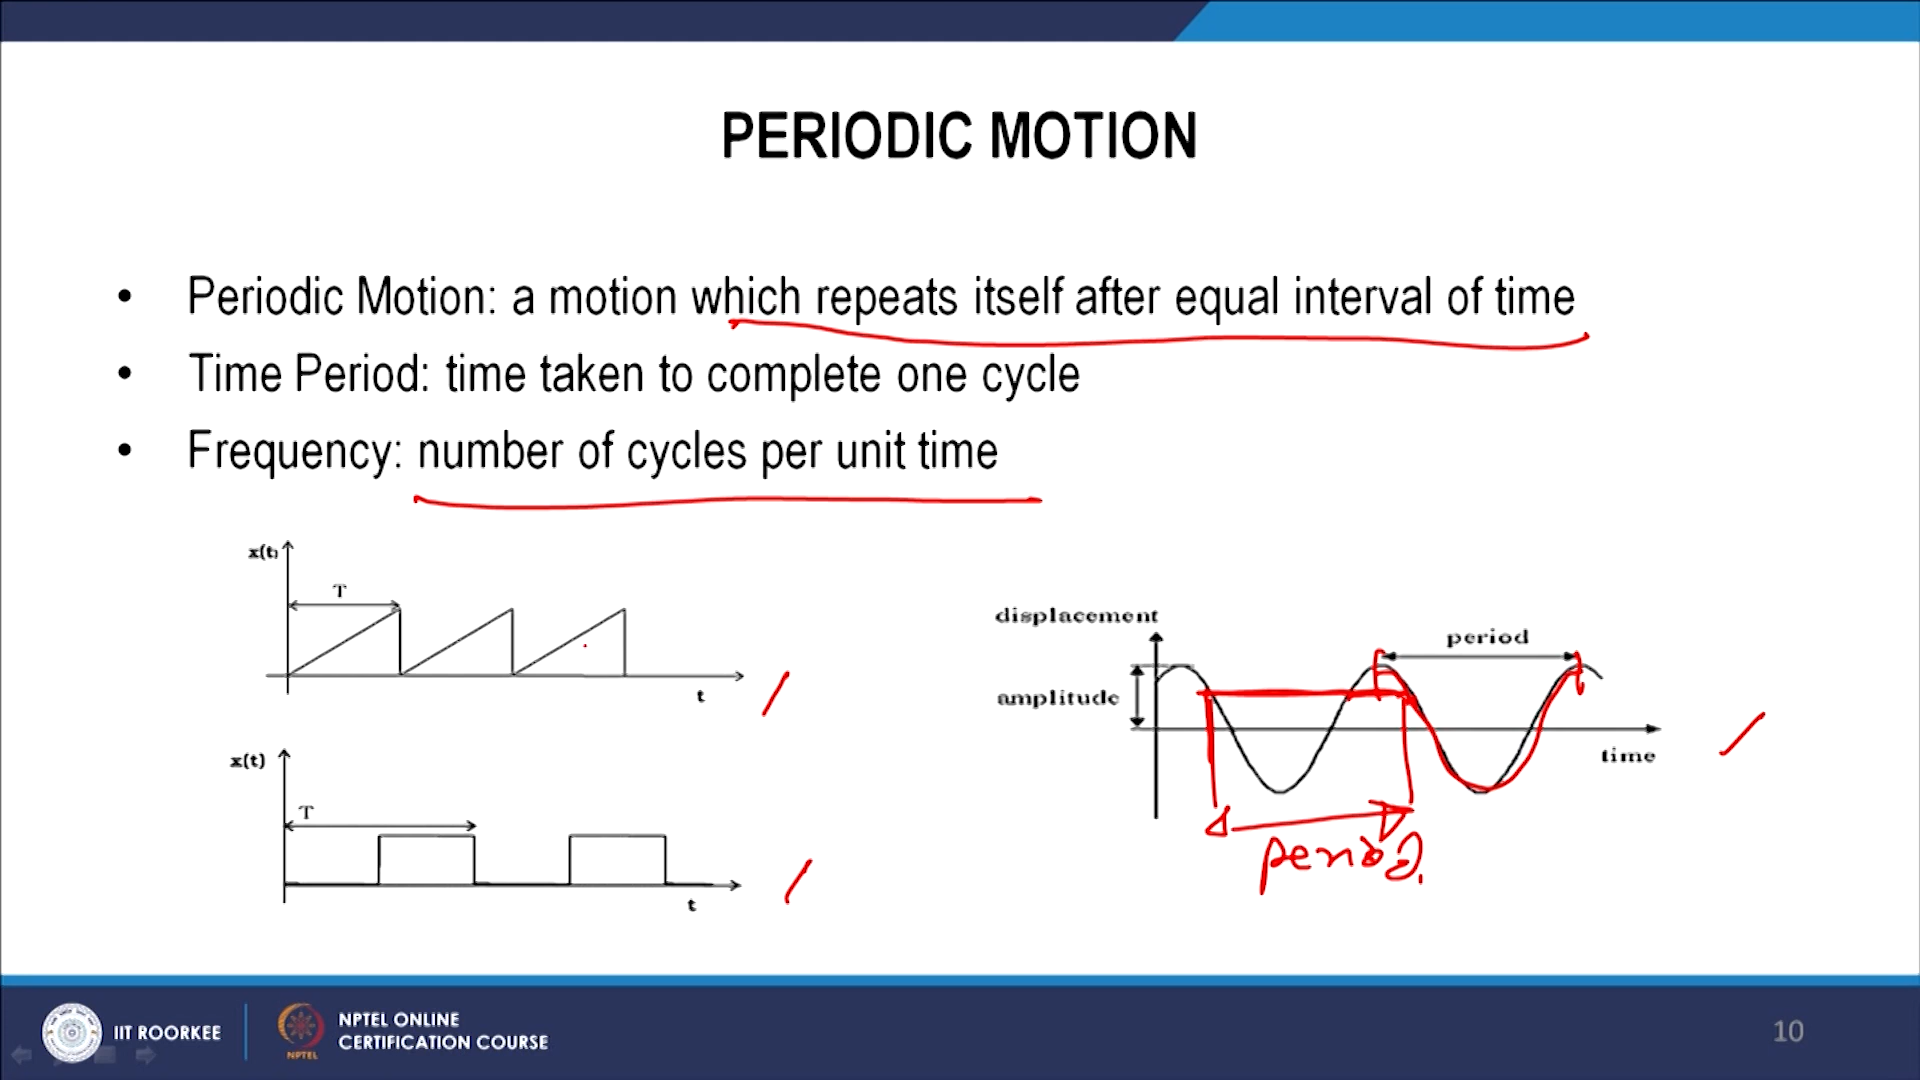 PERIODIC MOTION
• Periodic Motion: a motion which repeats itself after equal interval of time
• Time Period: time taken to complete one cycle
• Frequency: number of cycles per unit time
x(t)
T
t
x(t)
T
t
displacement
period
amplitude
time
period
IIT ROORKEE
NPTEL
NPTEL ONLINE
CERTIFICATION COURSE
10